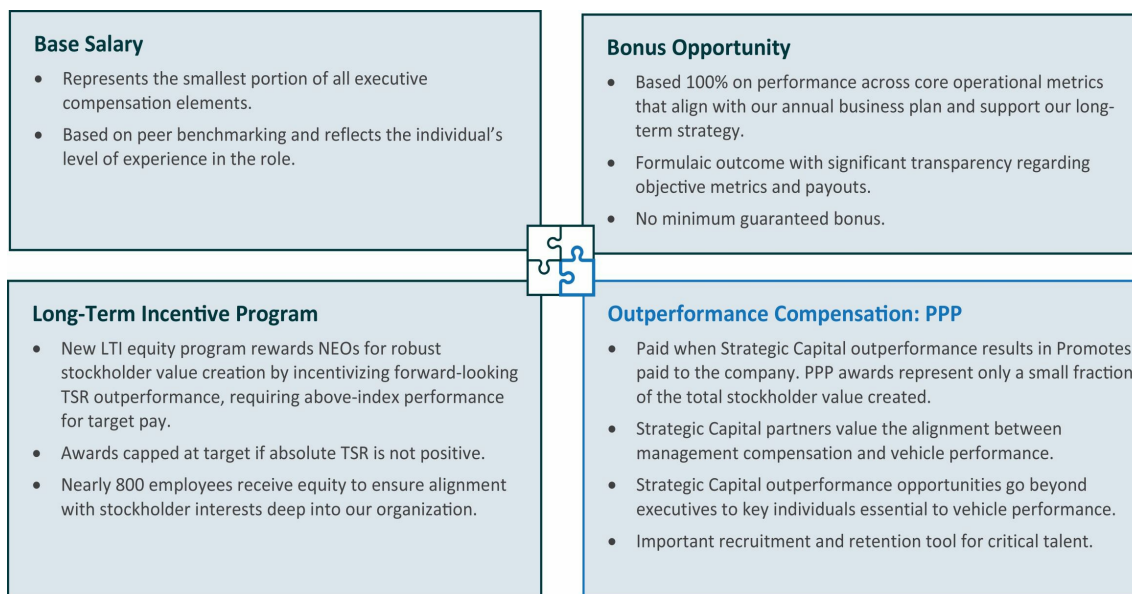 Base Salary
• Represents the smallest portion of all executive
compensation elements.
• Based on peer benchmarking and reflects the individual’s
level of experience in the role.
Bonus Opportunity
• Based 100% on performance across core operational metrics
that align with our annual business plan and support our long-
term strategy.
• Formulaic outcome with significant transparency regarding
objective metrics and payouts.
• No minimum guaranteed bonus.
Long-Term Incentive Program
• New LTI equity program rewards NEOs for robust
stockholder value creation by incentivizing forward-looking
TSR outperformance, requiring above-index performance
for target pay.
• Awards capped at target if absolute TSR is not positive.
• Nearly 800 employees receive equity to ensure alignment
with stockholder interests deep into our organization.
Outperformance Compensation: PPP
• Paid when Strategic Capital outperformance results in Promotes
paid to the company. PPP awards represent only a small fraction
of the total stockholder value created.
• Strategic Capital partners value the alignment between
management compensation and vehicle performance.
• Strategic Capital outperformance opportunities go beyond
executives to key individuals essential to vehicle performance.
• Important recruitment and retention tool for critical talent.